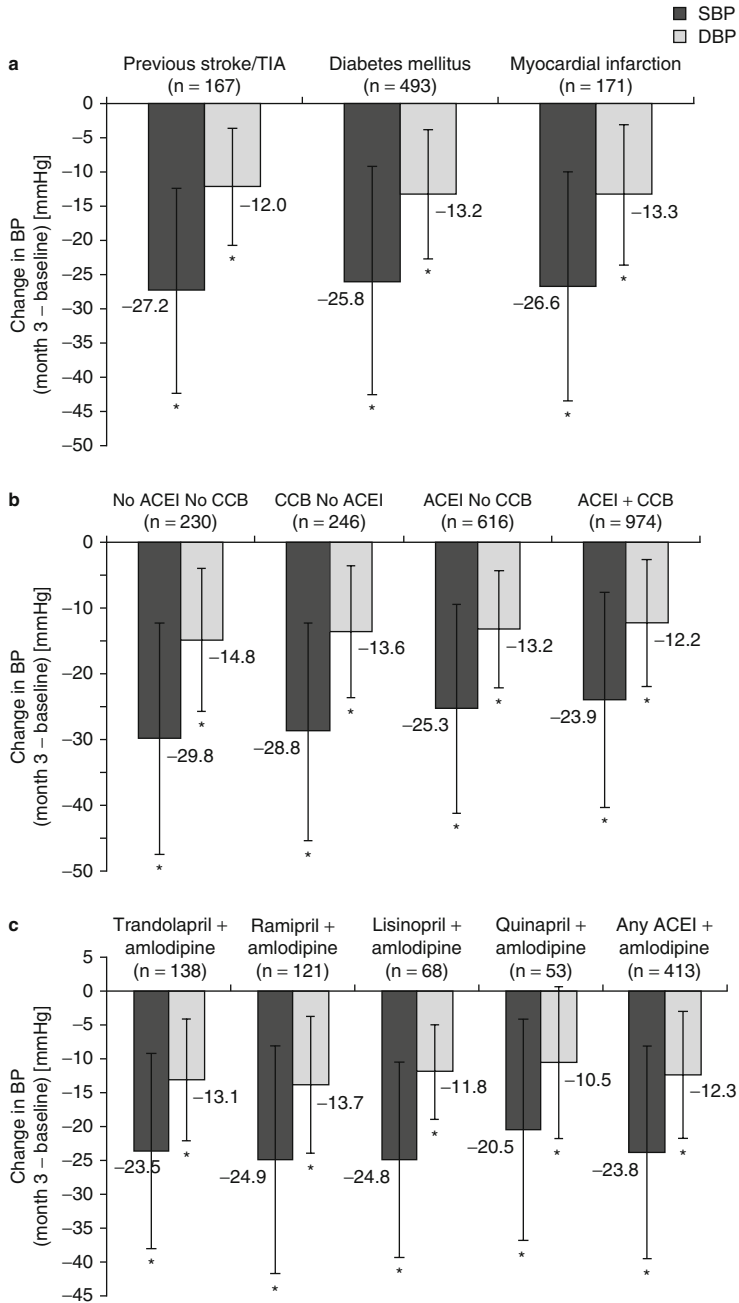 SBP
DBP
a
Previous stroke/TIA
(n = 167)
Diabetes mellitus
(n = 493)
Myocardial infarction
(n = 171)
Change in BP
(month 3 – baseline) [mmHg]
0
–5
–10
–15
–20
–25
–30
–35
–40
–45
–50
–27.2
*
–12.0
*
–25.8
*
–13.2
*
–26.6
*
–13.3
*
b
No ACEI No CCB
(n = 230)
CCB No ACEI
(n = 246)
ACEI No CCB
(n = 616)
ACEI + CCB
(n = 974)
Change in BP
(month 3 – baseline) [mmHg]
0
–10
–20
–30
–40
–50
–29.8
*
–14.8
*
–28.8
*
–13.6
*
–25.3
*
–13.2
*
–23.9
*
–12.2
*
c
Trandolapril +
amlodipine
(n = 138)
Ramipril +
amlodipine
(n = 121)
Lisinopril +
amlodipine
(n = 68)
Quinapril +
amlodipine
(n = 53)
Any ACEI +
amlodipine
(n = 413)
Change in BP
(month 3 – baseline) [mmHg]
5
0
–5
–10
–15
–20
–25
–30
–35
–40
–45
–23.5
*
–13.1
*
–24.9
*
–13.7
*
–24.8
*
–11.8
*
–20.5
*
–10.5
*
–23.8
*
–12.3
*